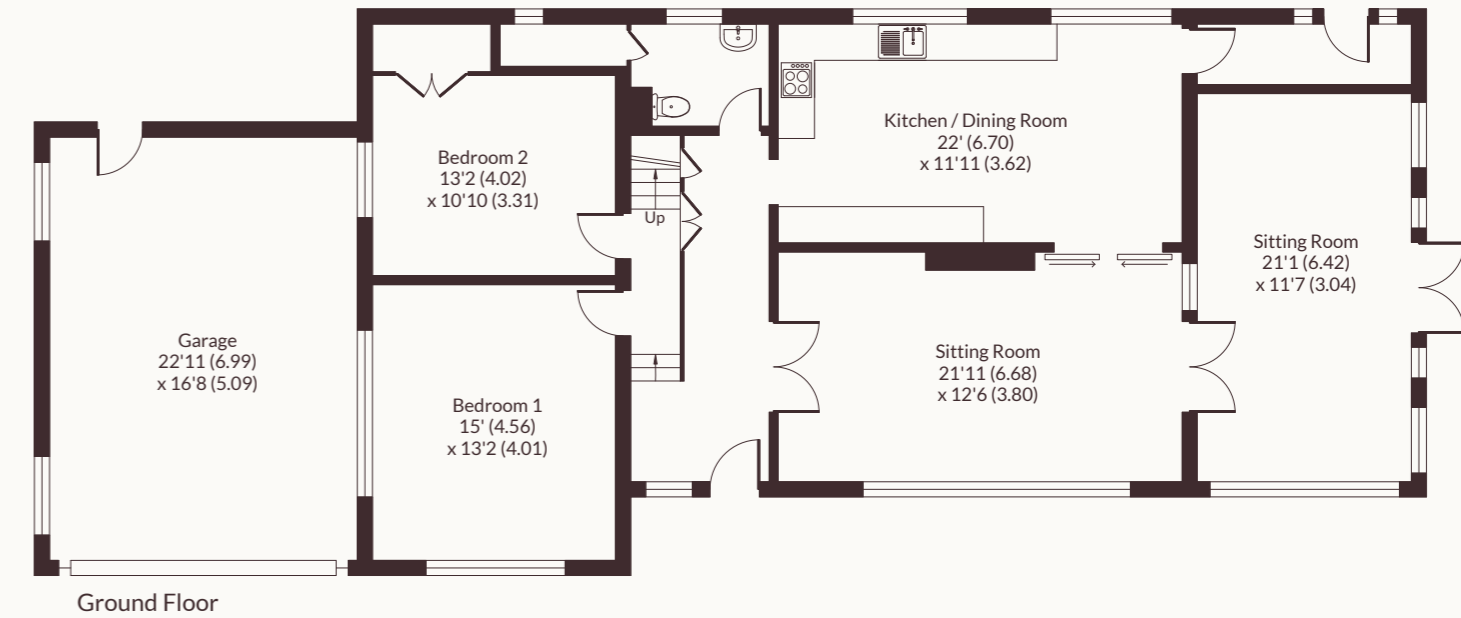 Kitchen / Dining Room
22' (6.70)
x 11'11 (3.62)
Bedroom 2
13'2 (4.02)
x 10'10 (3.31)
Up
Sitting Room
21'1 (6.42)
x 11'7 (3.04)
Garage
22'11 (6.99)
x 16'8 (5.09)
Sitting Room
21'11 (6.68)
x 12'6 (3.80)
Bedroom 1
15' (4.56)
x 13'2 (4.01)
Ground Floor